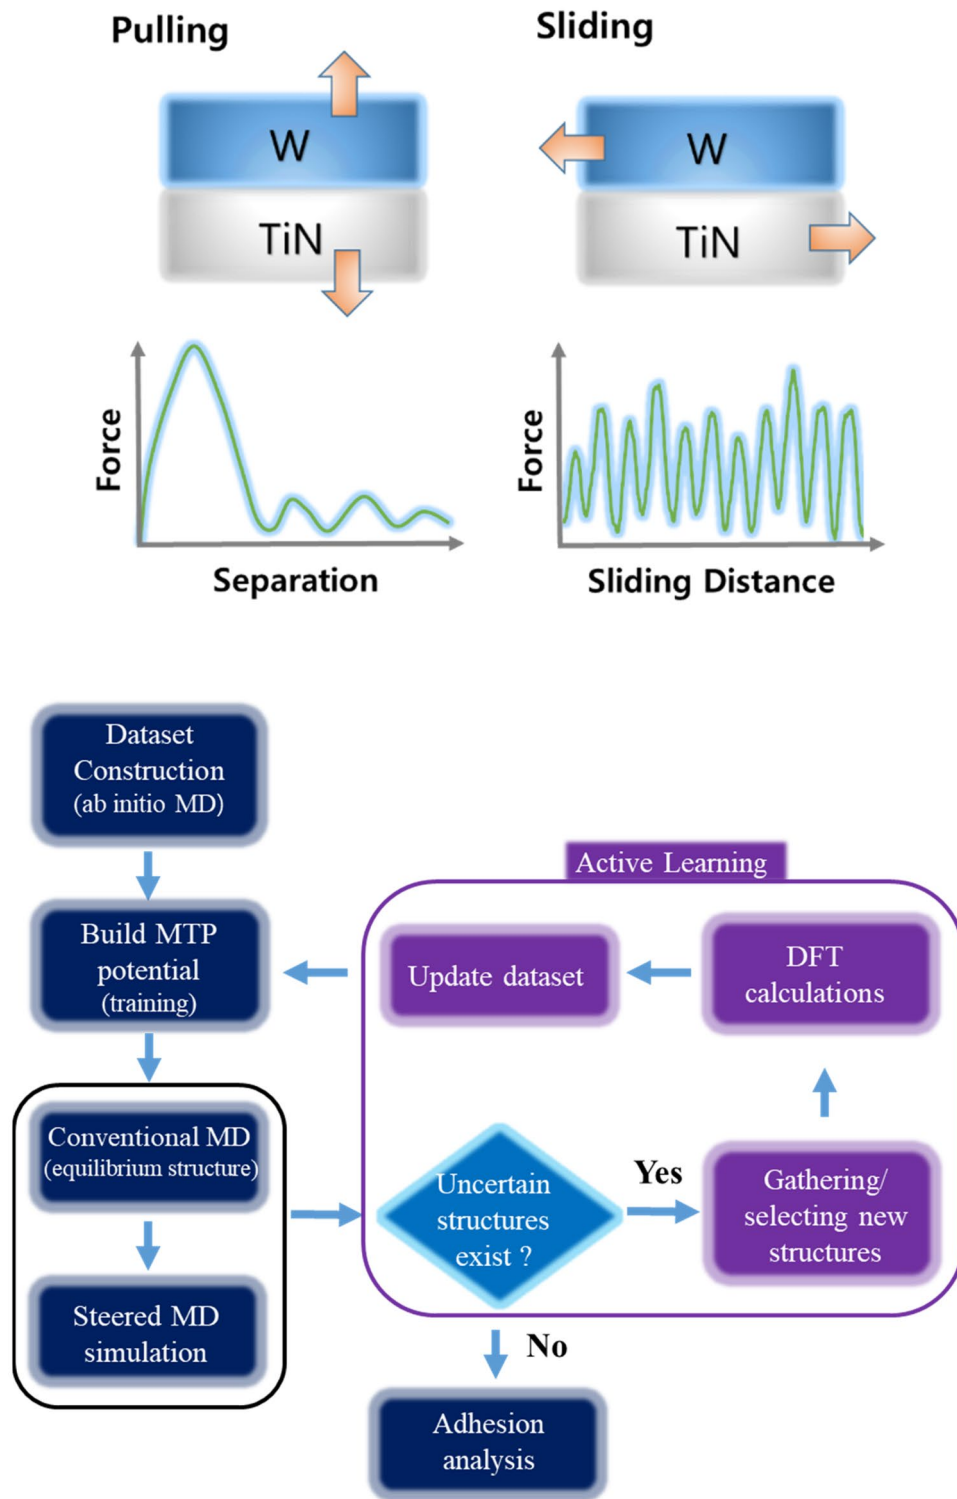 Pulling
Sliding
W
TiN
W
TiN
Force
Separation
Force
Sliding Distance
Dataset
Construction
(ab initio MD)
Build MTP
potential
(training)
Conventional MD
(equilibrium structure)
Steered MD
simulation
Active Learning
Update dataset
DFT
calculations
Uncertain
structures
exist ?
Yes
Gathering/
selecting new
structures
No
Adhesion
analysis